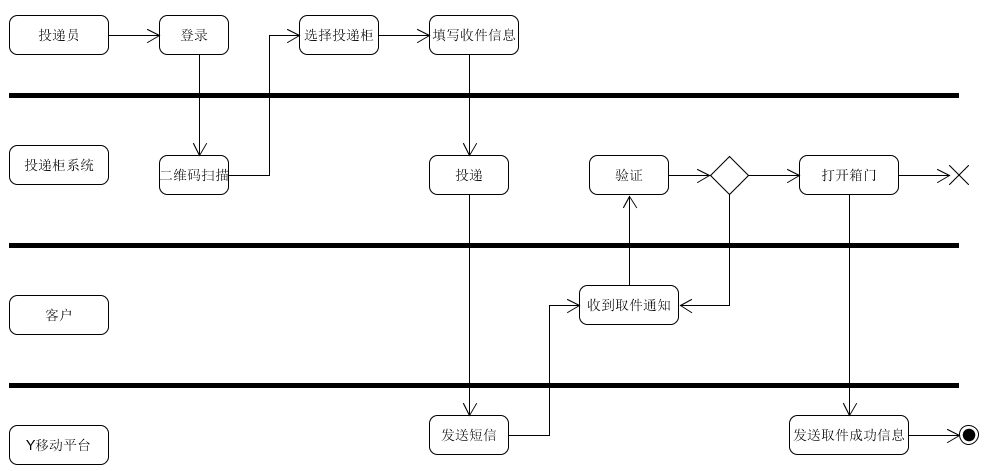 投递员
登录
选择投递柜
填写收件信息
投递柜系统
二维码扫描
投递
验证
打开箱门
客户
收到取件通知
Y移动平台
发送短信
发送取件成功信息